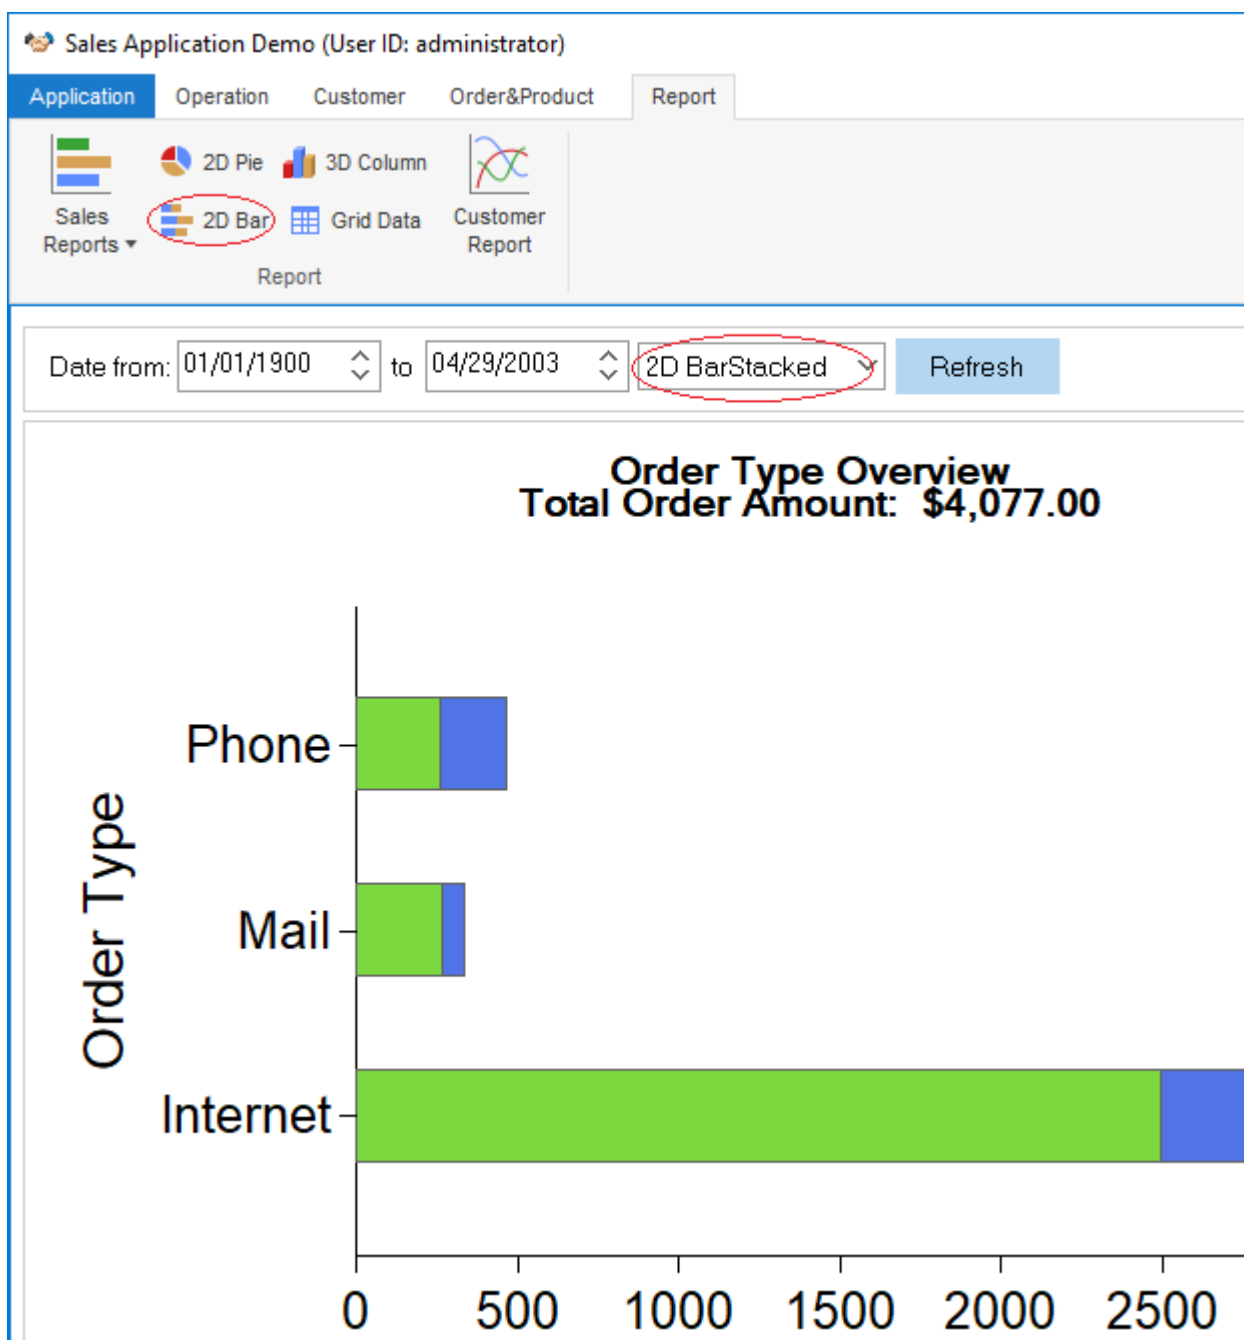 Sales Application Demo (User ID: administrator)
Application Operation Customer Order&Product Report
2D Pie 3D Column
Sales Reports 2D Bar Grid Data Customer Report
Report
Date from: 01/01/1900 to 04/29/2003 2D BarStacked Refresh
Order Type Overview
Total Order Amount: $4,077.00
Order Type
Phone
Mail
Internet
0 500 1000 1500 2000 2500